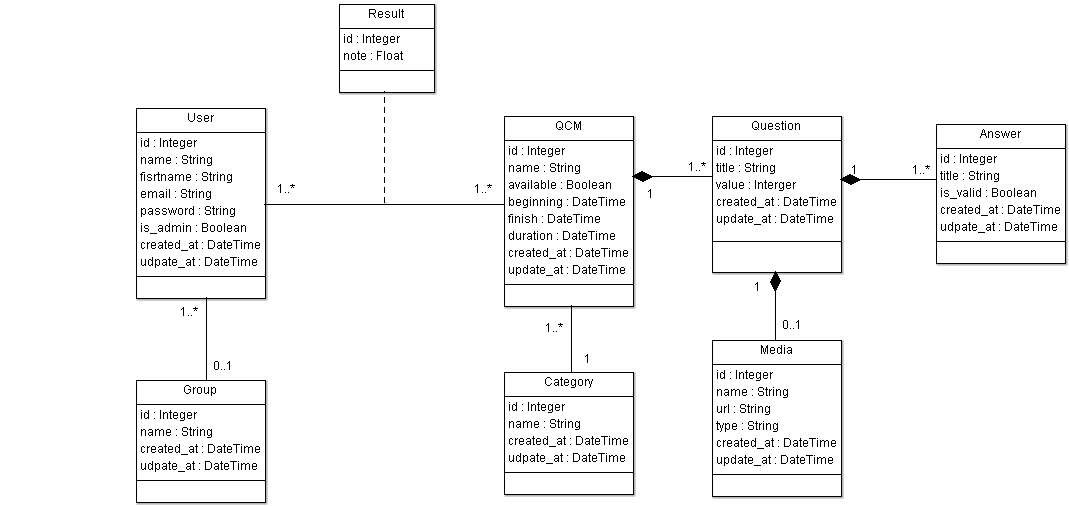 Result
id : Integer
note : Float
User
id : Integer
name : String
fisrtname : String
email : String
password : String
is_admin : Boolean
created_at : DateTime
udpate_at : DateTime
1..*
1..*
QCM
id : Integer
name : String
available : Boolean
beginning : DateTime
finish : DateTime
duration : DateTime
created_at : DateTime
update_at : DateTime
1
1..*
Question
id : Integer
title : String
value : Interger
created_at : DateTime
update_at : DateTime
1
1..*
Answer
id : Integer
title : String
is_valid : Boolean
created_at : DateTime
udpate_at : DateTime
1..*
0..1
Group
id : Integer
name : String
created_at : DateTime
udpate_at : DateTime
1..*
1
Category
id : Integer
name : String
created_at : DateTime
udpate_at : DateTime
1
0..1
Media
id : Integer
name : String
url : String
type : String
created_at : DateTime
update_at : DateTime